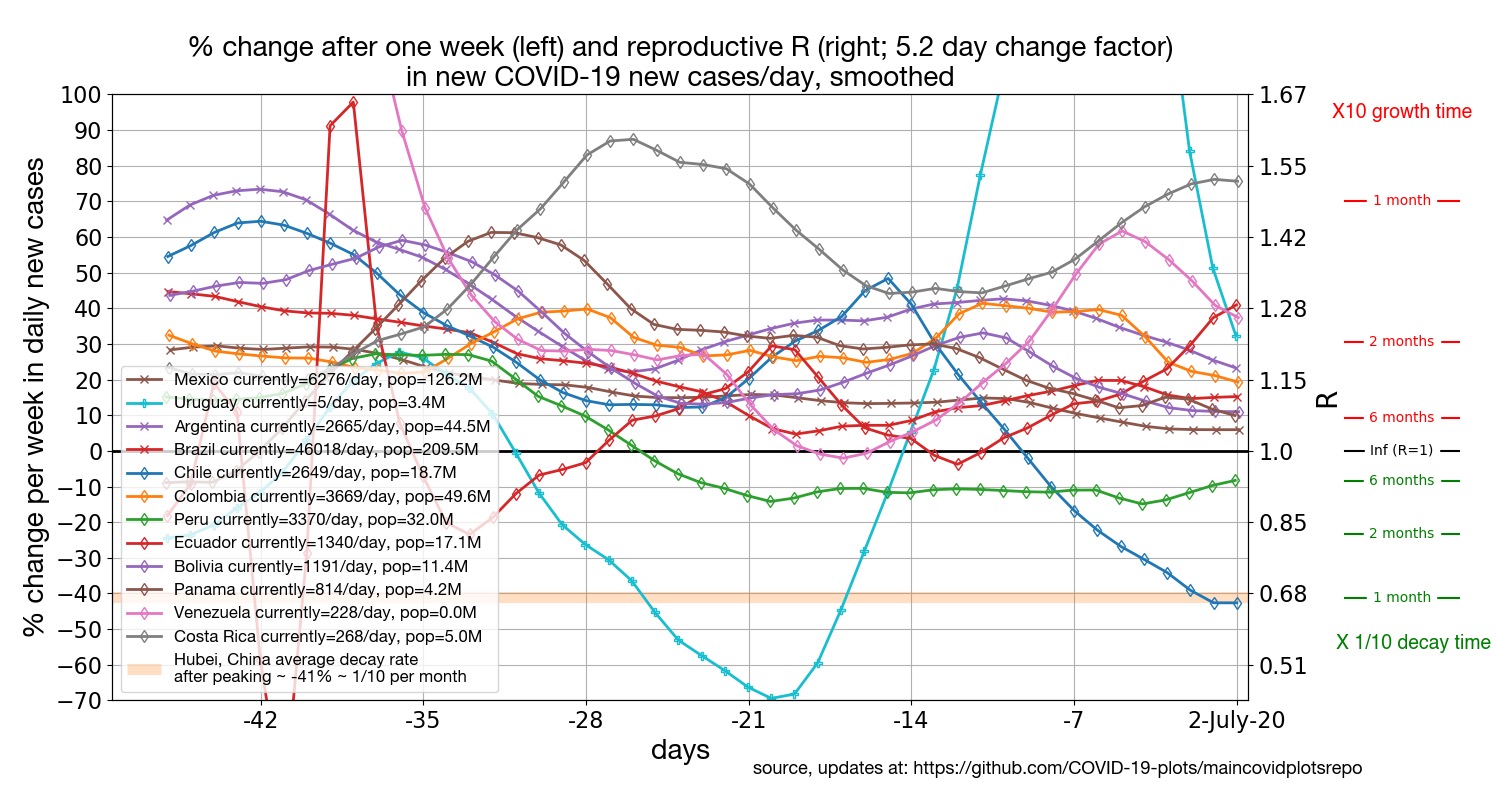 % change after one week (left) and reproductive R (right; 5.2 day change factor)
in new COVID-19 new cases/day, smoothed
% change per week in daily new cases
100
90
80
70
60
50
40
30
20
10
0
−10
−20
−30
−40
−50
−60
−70
Mexico currently=6276/day, pop=126.2M
Uruguay currently=5/day, pop=3.4M
Argentina currently=2665/day, pop=44.5M
Brazil currently=46018/day, pop=209.5M
Chile currently=2649/day, pop=18.7M
Colombia currently=3669/day, pop=49.6M
Peru currently=3370/day, pop=32.0M
Ecuador currently=1340/day, pop=17.1M
Bolivia currently=1191/day, pop=11.4M
Panama currently=814/day, pop=4.2M
Venezuela currently=228/day, pop=0.0M
Costa Rica currently=268/day, pop=5.0M
Hubei, China average decay rate
after peaking ~ -41% ~ 1/10 per month
-42
-35
-28
-21
-14
-7
2-July-20
days
1.67
1.55
1.42
1.28
1.15
1.0
0.85
0.68
0.51
R
X10 growth time
1 month
2 months
6 months
Inf (R=1)
6 months
2 months
1 month
X 1/10 decay time
source, updates at: https://github.com/COVID-19-plots/maincovidplotsrepo